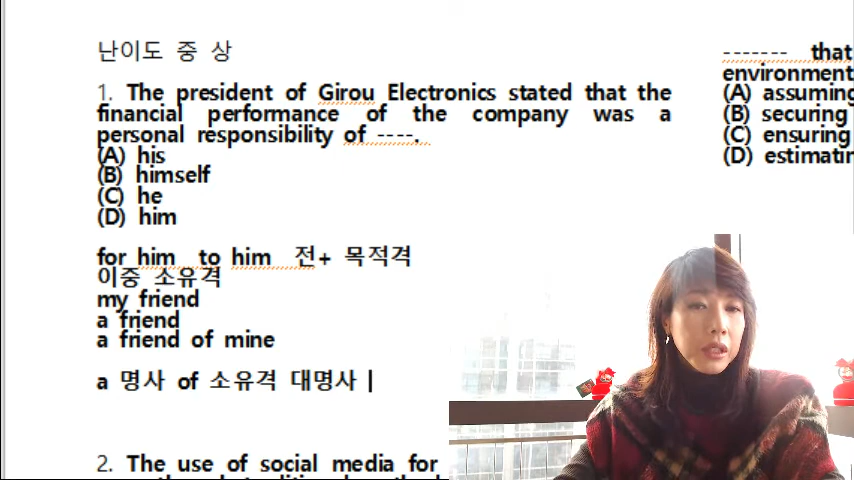 난이도 중 상
1. The president of Girou Electronics stated that the
financial performance of the company was a
personal responsibility of ----.
(A) his
(B) himself
(C) he
(D) him
for him to him 전+ 목적격
이중 소유격
my friend
a friend
a friend of mine
a 명사 of 소유격 대명사
2. The use of social media for
------- that
environment
(A) assuming
(B) securing
(C) ensuring
(D)